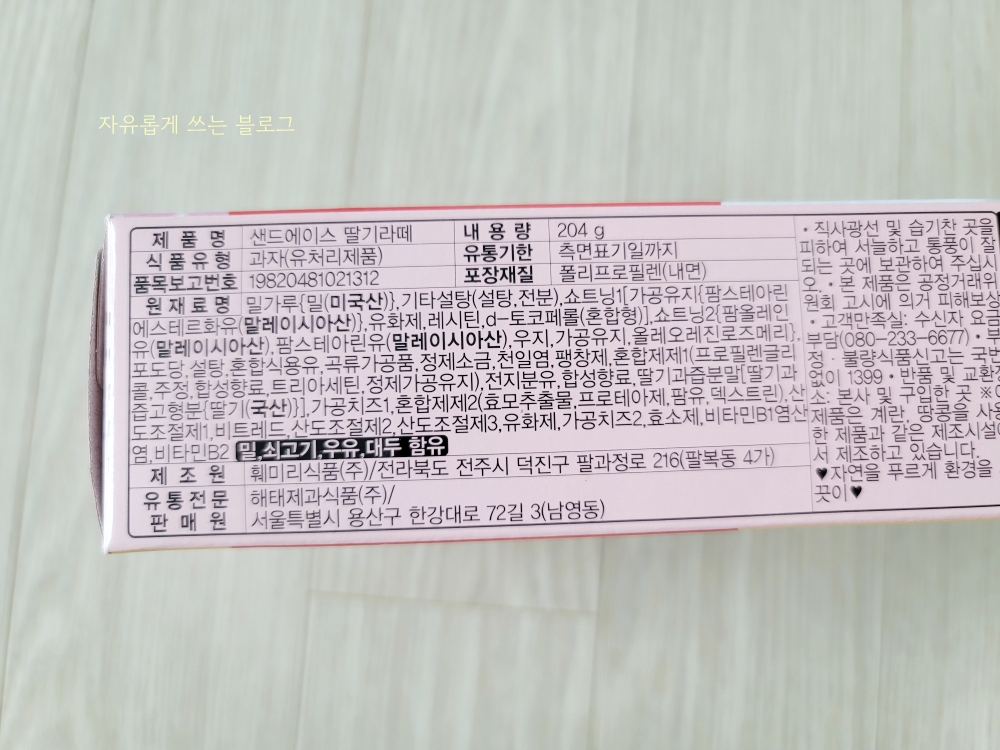 자유롭게 쓰는 블로그
제 품 명 샌드에이스 딸기라떼 내 용 량 204 g
식 품 유 형 과자(유처리제품) 유통기한 측면표기일까지
품목보고번호 19820481021312 포장재질 폴리프로필렌(내면)
원 재 료 명 밀가루{밀(미국산)},기타설탕(설탕,전분),쇼트닝1[가공유지{팜스테아린
에스테르화유(말레이시아산)},유화제,레시틴,d-토코페롤(혼합형)],쇼트닝2{팜올레인
유(말레이시아산),팜스테아린유(말레이시아산),우지,가공유지,올레오레진로즈메리},
포도당,설탕,혼합식용유,곡류가공품,정제소금,천일염,팽창제,혼합제제1(프로필렌글리
콜,주정,합성향료,트리아세틴,정제가공유지),전지분유,합성향료,딸기과즙분말[딸기과
즙고형분{딸기(국산)}],가공치즈1,혼합제제2(효모추출물,프로테아제,팜유,덱스트린),산
도조절제1,비트레드,산도조절제2,산도조절제3,유화제,가공치즈2,효소제,비타민B1염산
염,비타민B2 밀,쇠고기,우유,대두 함유
제 조 원 훼미리식품(주)/전라북도 전주시 덕진구 팔과정로 216(팔복동 4가)
유통전문 해태제과식품(주)/
판 매 원 서울특별시 용산구 한강대로 72길 3(남영동)
• 직사광선 및 습기찬 곳을
피하여 서늘하고 통풍이 잘
되는 곳에 보관하여 주십시
오. • 본 제품은 공정거래위
원회 고시에 의거 피해보상
• 고객만족실: 수신자 요금
부담(080-233-6677) • 부
정 · 불량식품신고는 국번
없이 1399 • 반품 및 교환장
소: 본사 및 구입한 곳 ※
제품은 계란, 땅콩을 사용
한 제품과 같은 제조시설에
서 제조하고 있습니다.
♥자연을 푸르게 환경을
끗이♥